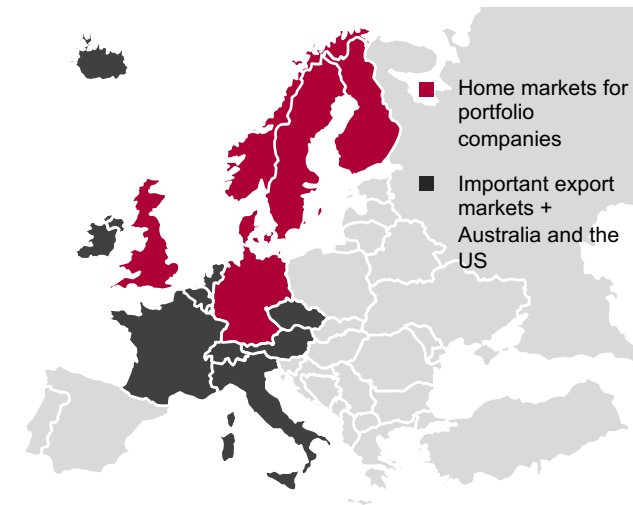 Home markets for
portfolio
companies
Important export
markets +
Australia and the
US